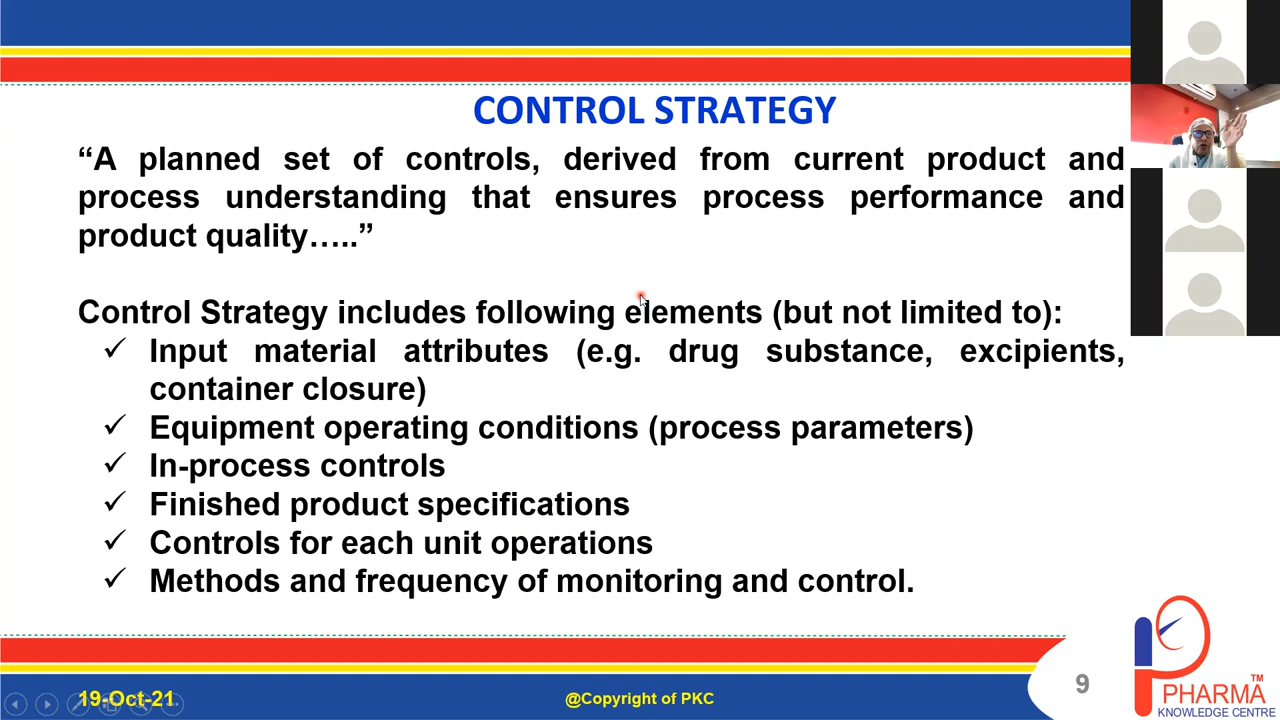 CONTROL STRATEGY
“A planned set of controls, derived from current product and
process understanding that ensures process performance and
product quality…..”
Control Strategy includes following elements (but not limited to):
✓ Input material attributes (e.g. drug substance, excipients,
container closure)
✓ Equipment operating conditions (process parameters)
✓ In-process controls
✓ Finished product specifications
✓ Controls for each unit operations
✓ Methods and frequency of monitoring and control.
19-Oct-21
@Copyright of PKC
9
PHARMA™
KNOWLEDGE CENTRE